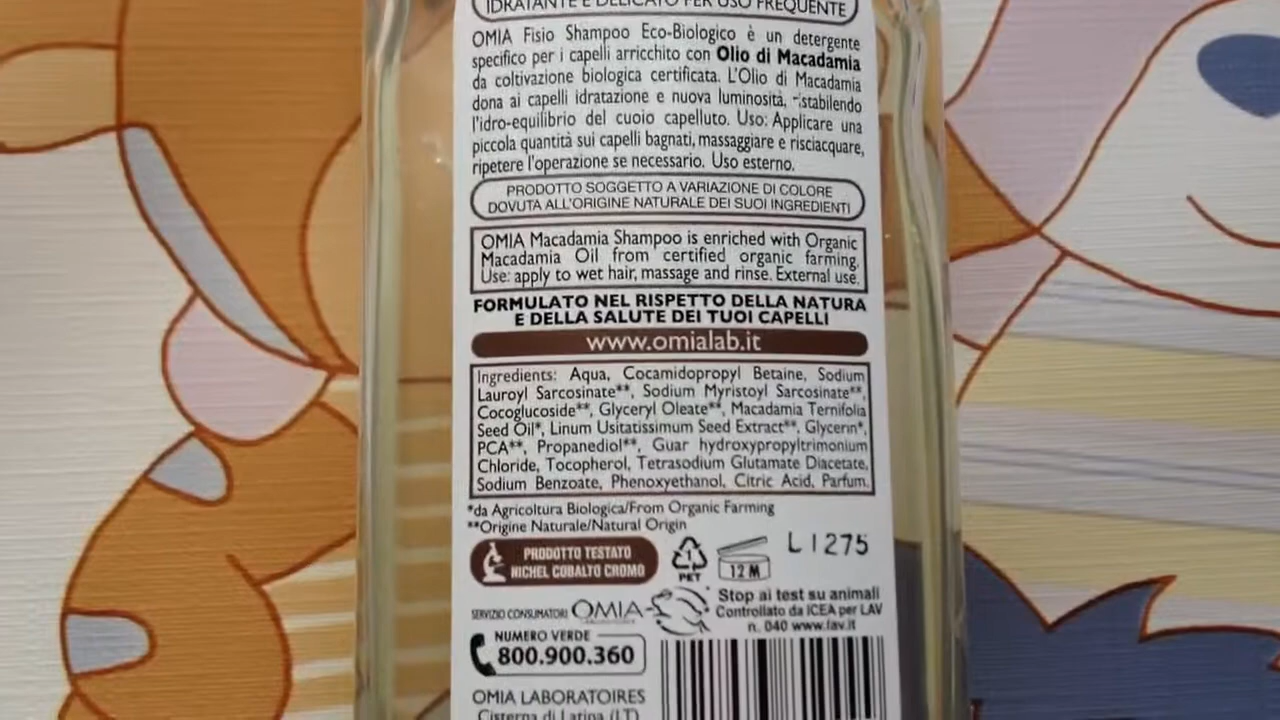 IDRATANTE E DELICATO PER USO FREQUENTE
OMIA Fisio Shampoo Eco-Biologico è un detergente
specifico per i capelli arricchito con Olio di Macadamia
da coltivazione biologica certificata. L'Olio di Macadamia
dona ai capelli idratazione e nuova luminosità, ristabilendo
l'idro-equilibrio del cuoio capelluto. Uso: Applicare una
piccola quantità sui capelli bagnati, massaggiare e risciacquare,
ripetere l'operazione se necessario. Uso esterno.
PRODOTTO SOGGETTO A VARIAZIONE DI COLORE
DOVUTA ALL'ORIGINE NATURALE DEI SUOI INGREDIENTI
OMIA Macadamia Shampoo is enriched with Organic
Macadamia Oil from certified organic farming.
Use: apply to wet hair, massage and rinse. External use.
FORMULATO NEL RISPETTO DELLA NATURA
E DELLA SALUTE DEI TUOI CAPELLI
www.omialab.it
Ingredients: Aqua, Cocamidopropyl Betaine, Sodium
Lauroyl Sarcosinate**, Sodium Myristoyl Sarcosinate**,
Cocoglucoside**, Glyceryl Oleate**, Macadamia Ternifolia
Seed Oil*, Linum Usitatissimum Seed Extract**, Glycerin*,
PCA**, Propanediol**, Guar hydroxypropyltrimonium
Chloride, Tocopherol, Tetrasodium Glutamate Diacetate,
Sodium Benzoate, Phenoxyethanol, Citric Acid, Parfum.
*da Agricoltura Biologica/From Organic Farming
**Origine Naturale/Natural Origin
PRODOTTO TESTATO
NICHEL COBALTO CROMO
1
PET
12 M
L1275
SERVIZIO CONSUMATORI OMIA
Stop ai test su animali
Controllato da ICEA per LAV
n. 040 www.lav.it
NUMERO VERDE
800.900.360
OMIA LABORATOIRES
Cisterna di Latina (LT)